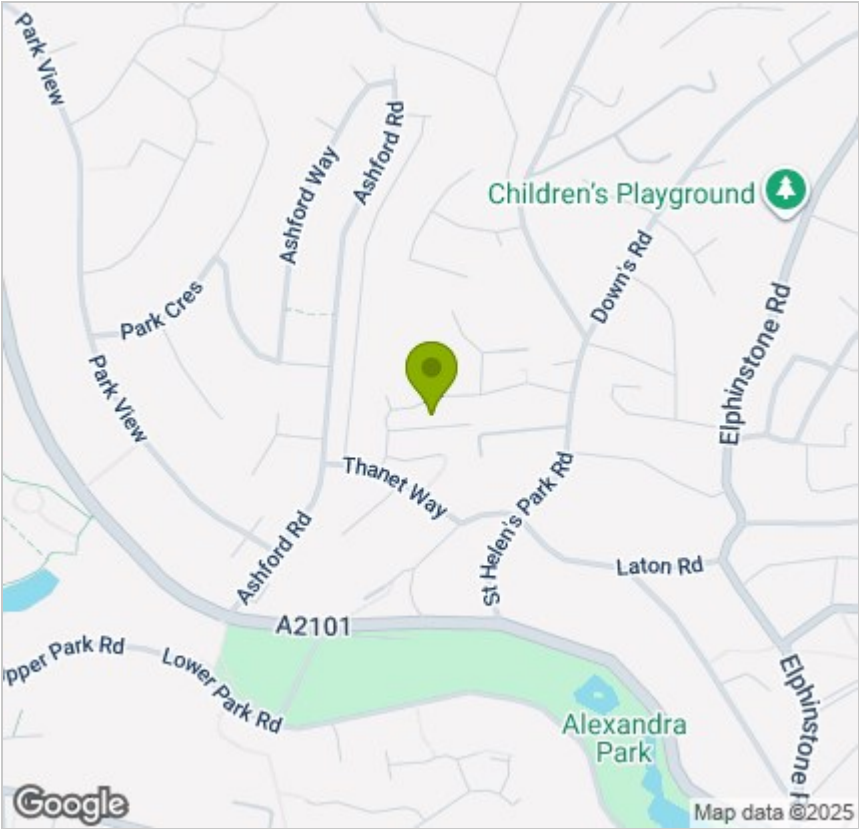 Park View
Ashford Rd
Ashford Way
Children's Playground
Down's Rd
Park Cres
Elphinstone Rd
Park View
Thanet Way
St Helen's Park Rd
Ashford Rd
Laton Rd
A2101
Upper Park Rd
Lower Park Rd
Elphinstone R
Alexandra
Park
Google
Map data ©2025